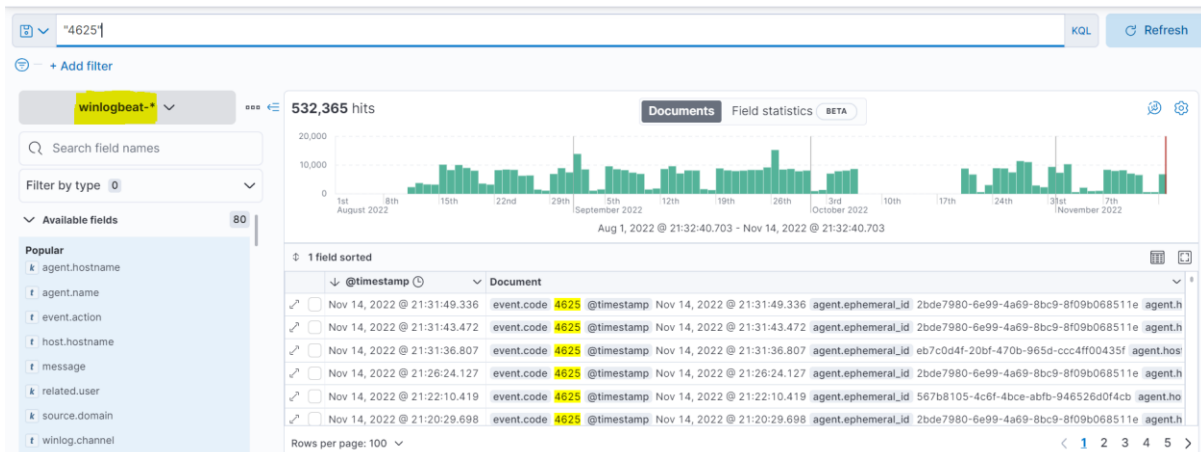 "4625"
KQL
Refresh
+ Add filter
winlogbeat-*
532,365 hits
Documents Field statistics BETA
Search field names
Filter by type 0
Available fields 80
Popular
k agent.hostname
t agent.name
t event.action
t host.hostname
t message
k related.user
k source.domain
t winlog.channel
20,000
10,000
0
1st 8th 15th 22nd 29th 5th 12th 19th 26th 3rd 10th 17th 24th 31st 7th
August 2022 September 2022 October 2022 November 2022
Aug 1, 2022 @ 21:32:40.703 - Nov 14, 2022 @ 21:32:40.703
1 field sorted
@timestamp Document
Nov 14, 2022 @ 21:31:49.336 event.code 4625 @timestamp Nov 14, 2022 @ 21:31:49.336 agent.ephemeral_id 2bde7980-6e99-4a69-8bc9-8f09b068511e agent.h
Nov 14, 2022 @ 21:31:43.472 event.code 4625 @timestamp Nov 14, 2022 @ 21:31:43.472 agent.ephemeral_id 2bde7980-6e99-4a69-8bc9-8f09b068511e agent.h
Nov 14, 2022 @ 21:31:36.807 event.code 4625 @timestamp Nov 14, 2022 @ 21:31:36.807 agent.ephemeral_id eb7c0d4f-20bf-470b-965d-ccc4ff00435f agent.hos
Nov 14, 2022 @ 21:26:24.127 event.code 4625 @timestamp Nov 14, 2022 @ 21:26:24.127 agent.ephemeral_id 2bde7980-6e99-4a69-8bc9-8f09b068511e agent.h
Nov 14, 2022 @ 21:22:10.419 event.code 4625 @timestamp Nov 14, 2022 @ 21:22:10.419 agent.ephemeral_id 567b8105-4c6f-4bce-abfb-946526d0f4cb agent.ho
Nov 14, 2022 @ 21:20:29.698 event.code 4625 @timestamp Nov 14, 2022 @ 21:20:29.698 agent.ephemeral_id 2bde7980-6e99-4a69-8bc9-8f09b068511e agent.h
Rows per page: 100
1 2 3 4 5